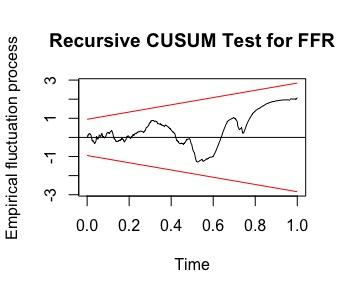 Recursive CUSUM Test for FFR
Empirical fluctuation process
3
1
-1
-3
0.0 0.2 0.4 0.6 0.8 1.0
Time